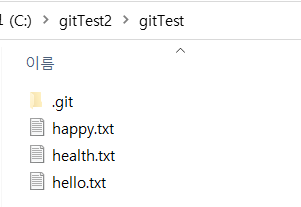 (C:) > gitTest2 > gitTest
이름
.git
happy.txt
health.txt
hello.txt